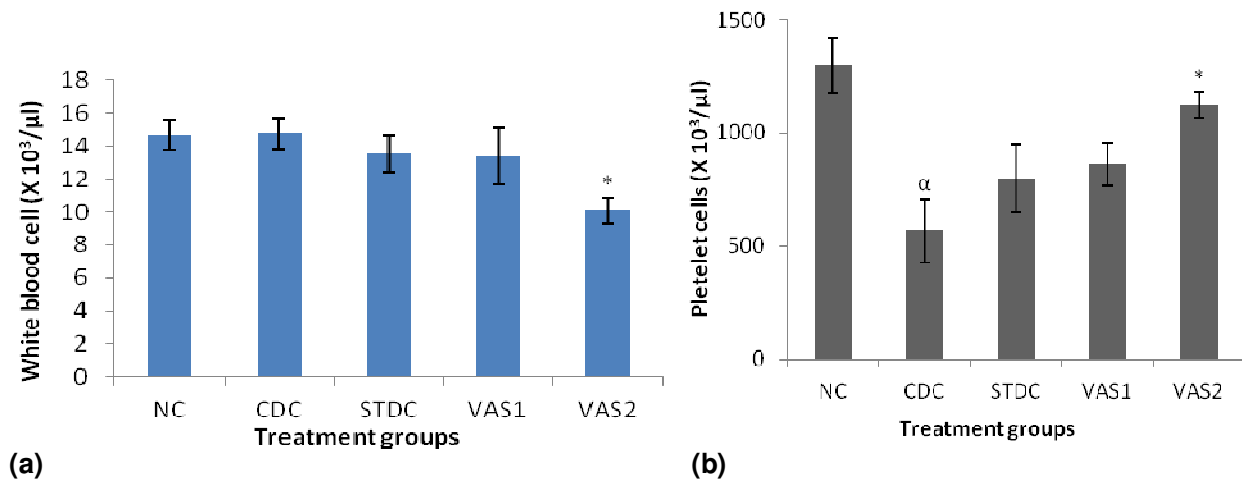 White blood cell (X 10³/µl)
18
16
14
12
10
8
6
4
2
0
*
NC CDC STDC VAS1 VAS2
Treatment groups
(a)
Pletelet cells (X 10³/µl)
1500
1000
500
0
α
*
NC CDC STDC VAS1 VAS2
Treatment groups
(b)